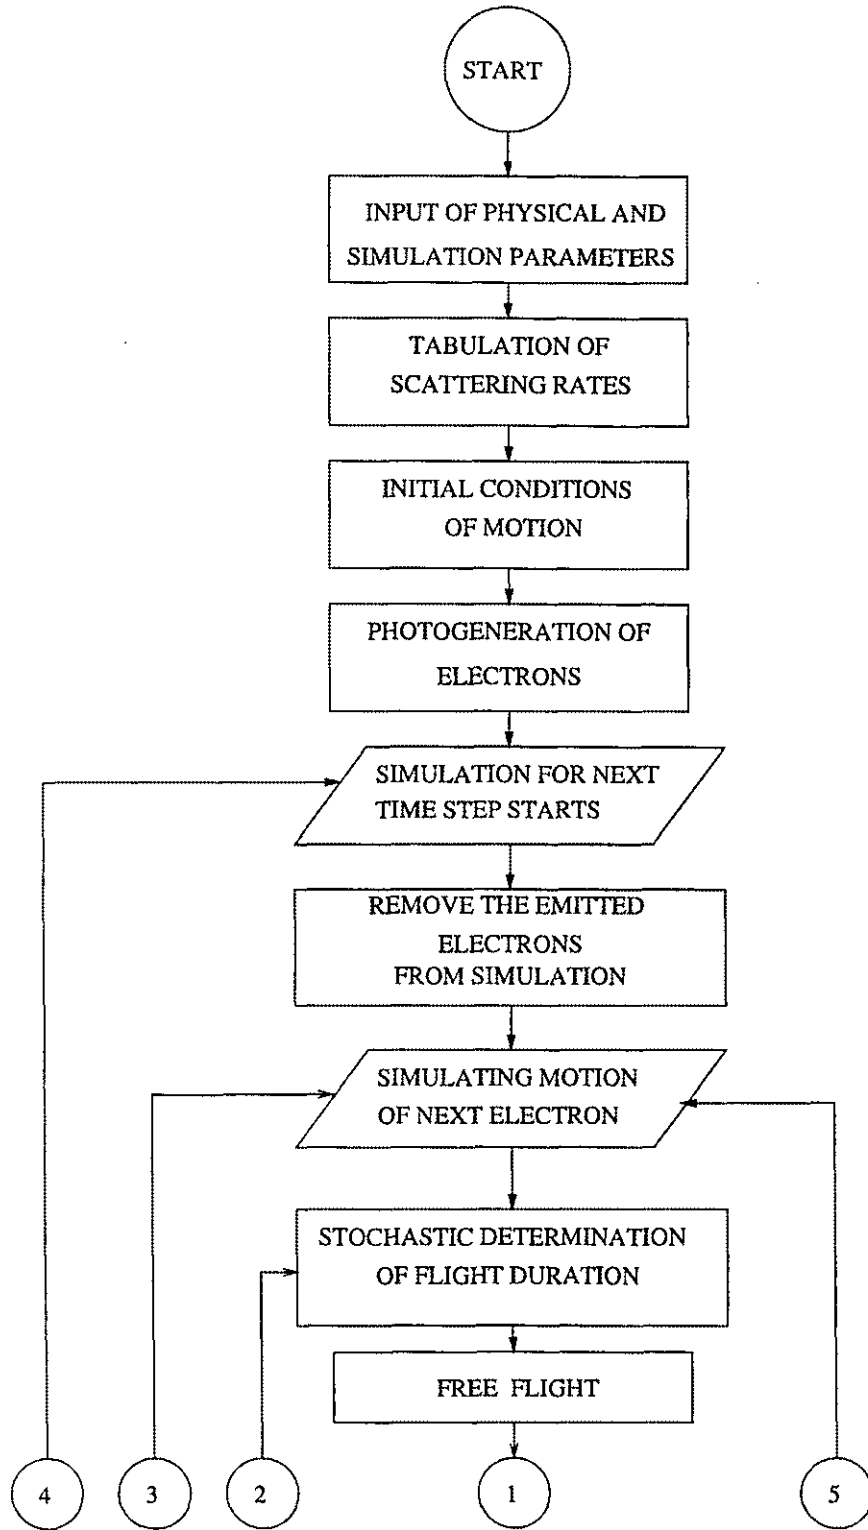 START
INPUT OF PHYSICAL AND
SIMULATION PARAMETERS
TABULATION OF
SCATTERING RATES
INITIAL CONDITIONS
OF MOTION
PHOTOGENERATION OF
ELECTRONS
SIMULATION FOR NEXT
TIME STEP STARTS
REMOVE THE EMITTED
ELECTRONS
FROM SIMULATION
SIMULATING MOTION
OF NEXT ELECTRON
STOCHASTIC DETERMINATION
OF FLIGHT DURATION
FREE FLIGHT
4 3 2 1 5